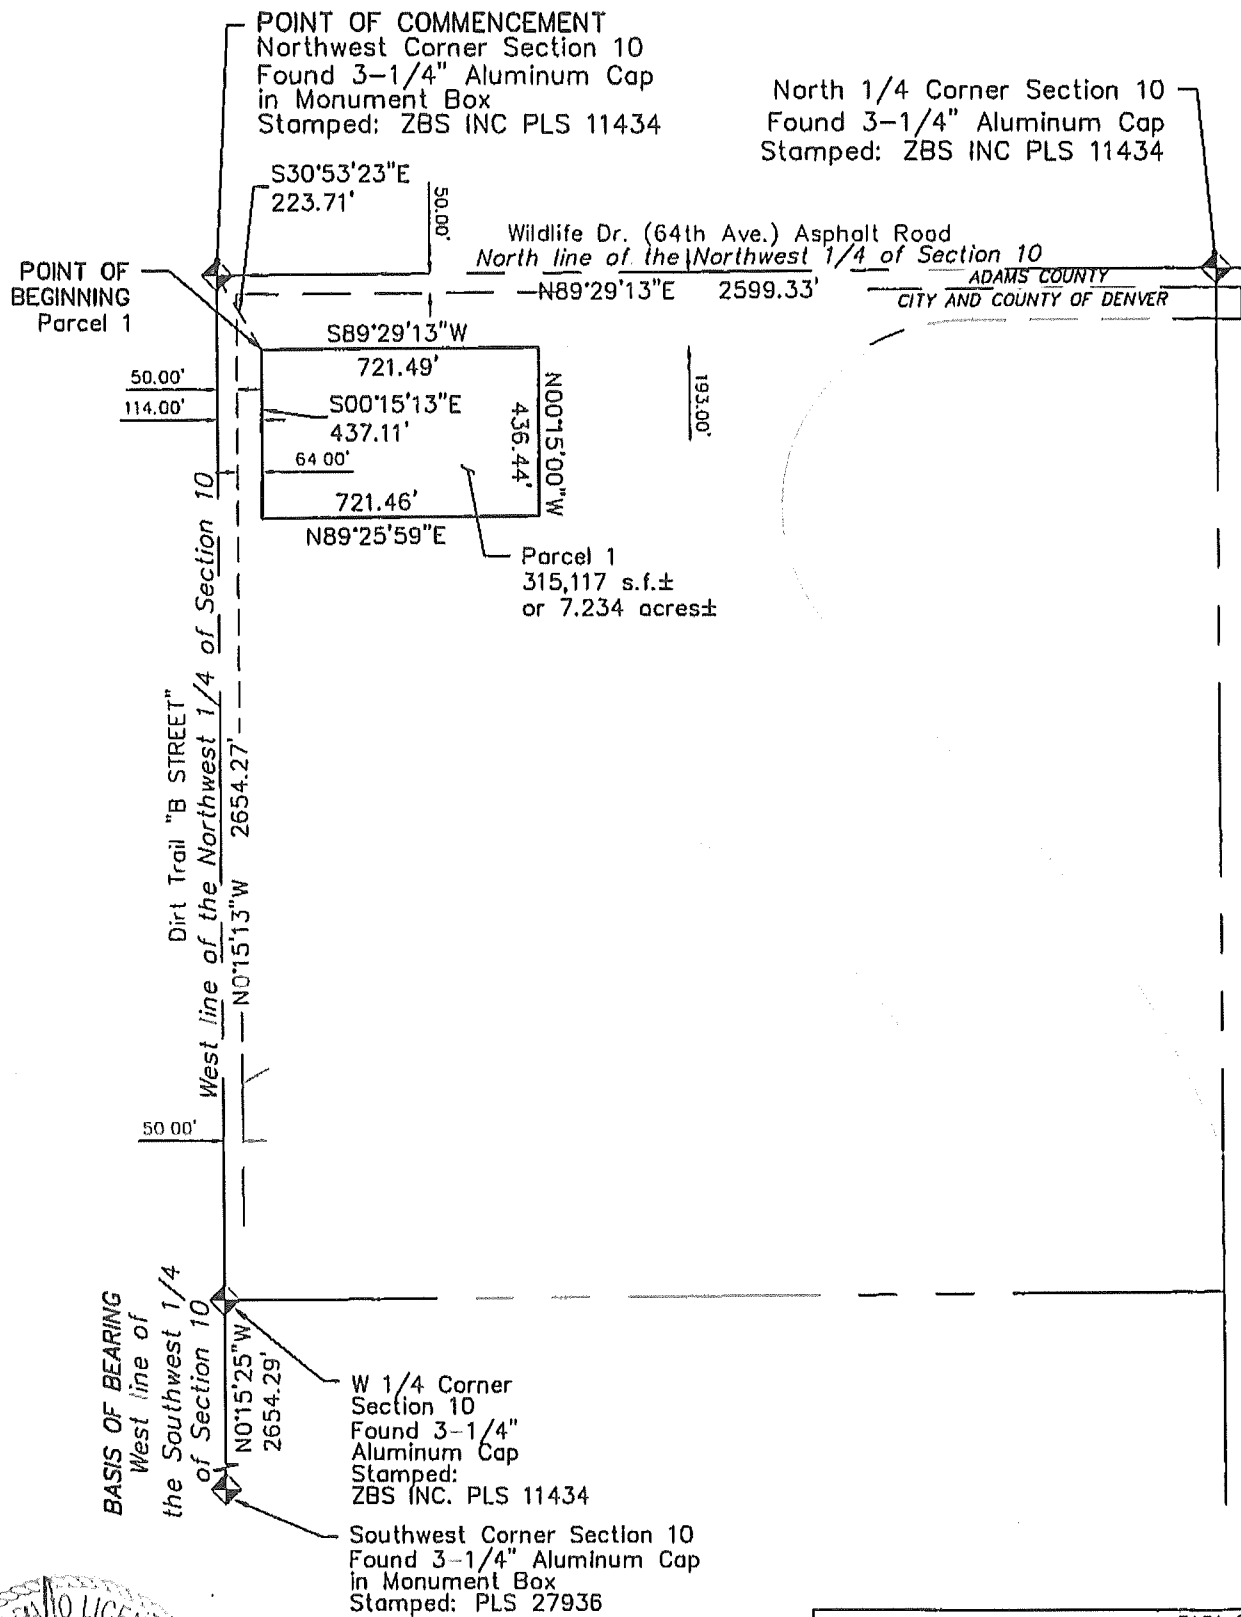 POINT OF COMMENCEMENT
Northwest Corner Section 10
Found 3-1/4" Aluminum Cap
in Monument Box
Stamped: ZBS INC PLS 11434
North 1/4 Corner Section 10
Found 3-1/4" Aluminum Cap
Stamped: ZBS INC PLS 11434
S30°53'23"E
223.71'
50.00'
Wildlife Dr. (64th Ave.) Asphalt Road
North line of the Northwest 1/4 of Section 10
N89°29'13"E 2599.33'
ADAMS COUNTY
CITY AND COUNTY OF DENVER
POINT OF
BEGINNING
Parcel 1
S89°29'13"W
721.49'
50.00'
114.00'
S00°15'13"E
437.11'
64 00'
N00°15'00"W
436.44'
193.00'
721.46'
N89°25'59"E
Parcel 1
315,117 s.f.±
or 7.234 acres±
Dirt Trail "B STREET"
West line of the Northwest 1/4 of Section 10
N0°15'13"W 2654.27'
50 00'
BASIS OF BEARING
West line of
the Southwest 1/4
of Section 10
N0°15'25"W
2654.29'
W 1/4 Corner
Section 10
Found 3-1/4"
Aluminum Cap
Stamped:
ZBS INC. PLS 11434
Southwest Corner Section 10
Found 3-1/4" Aluminum Cap
in Monument Box
Stamped: PLS 27936